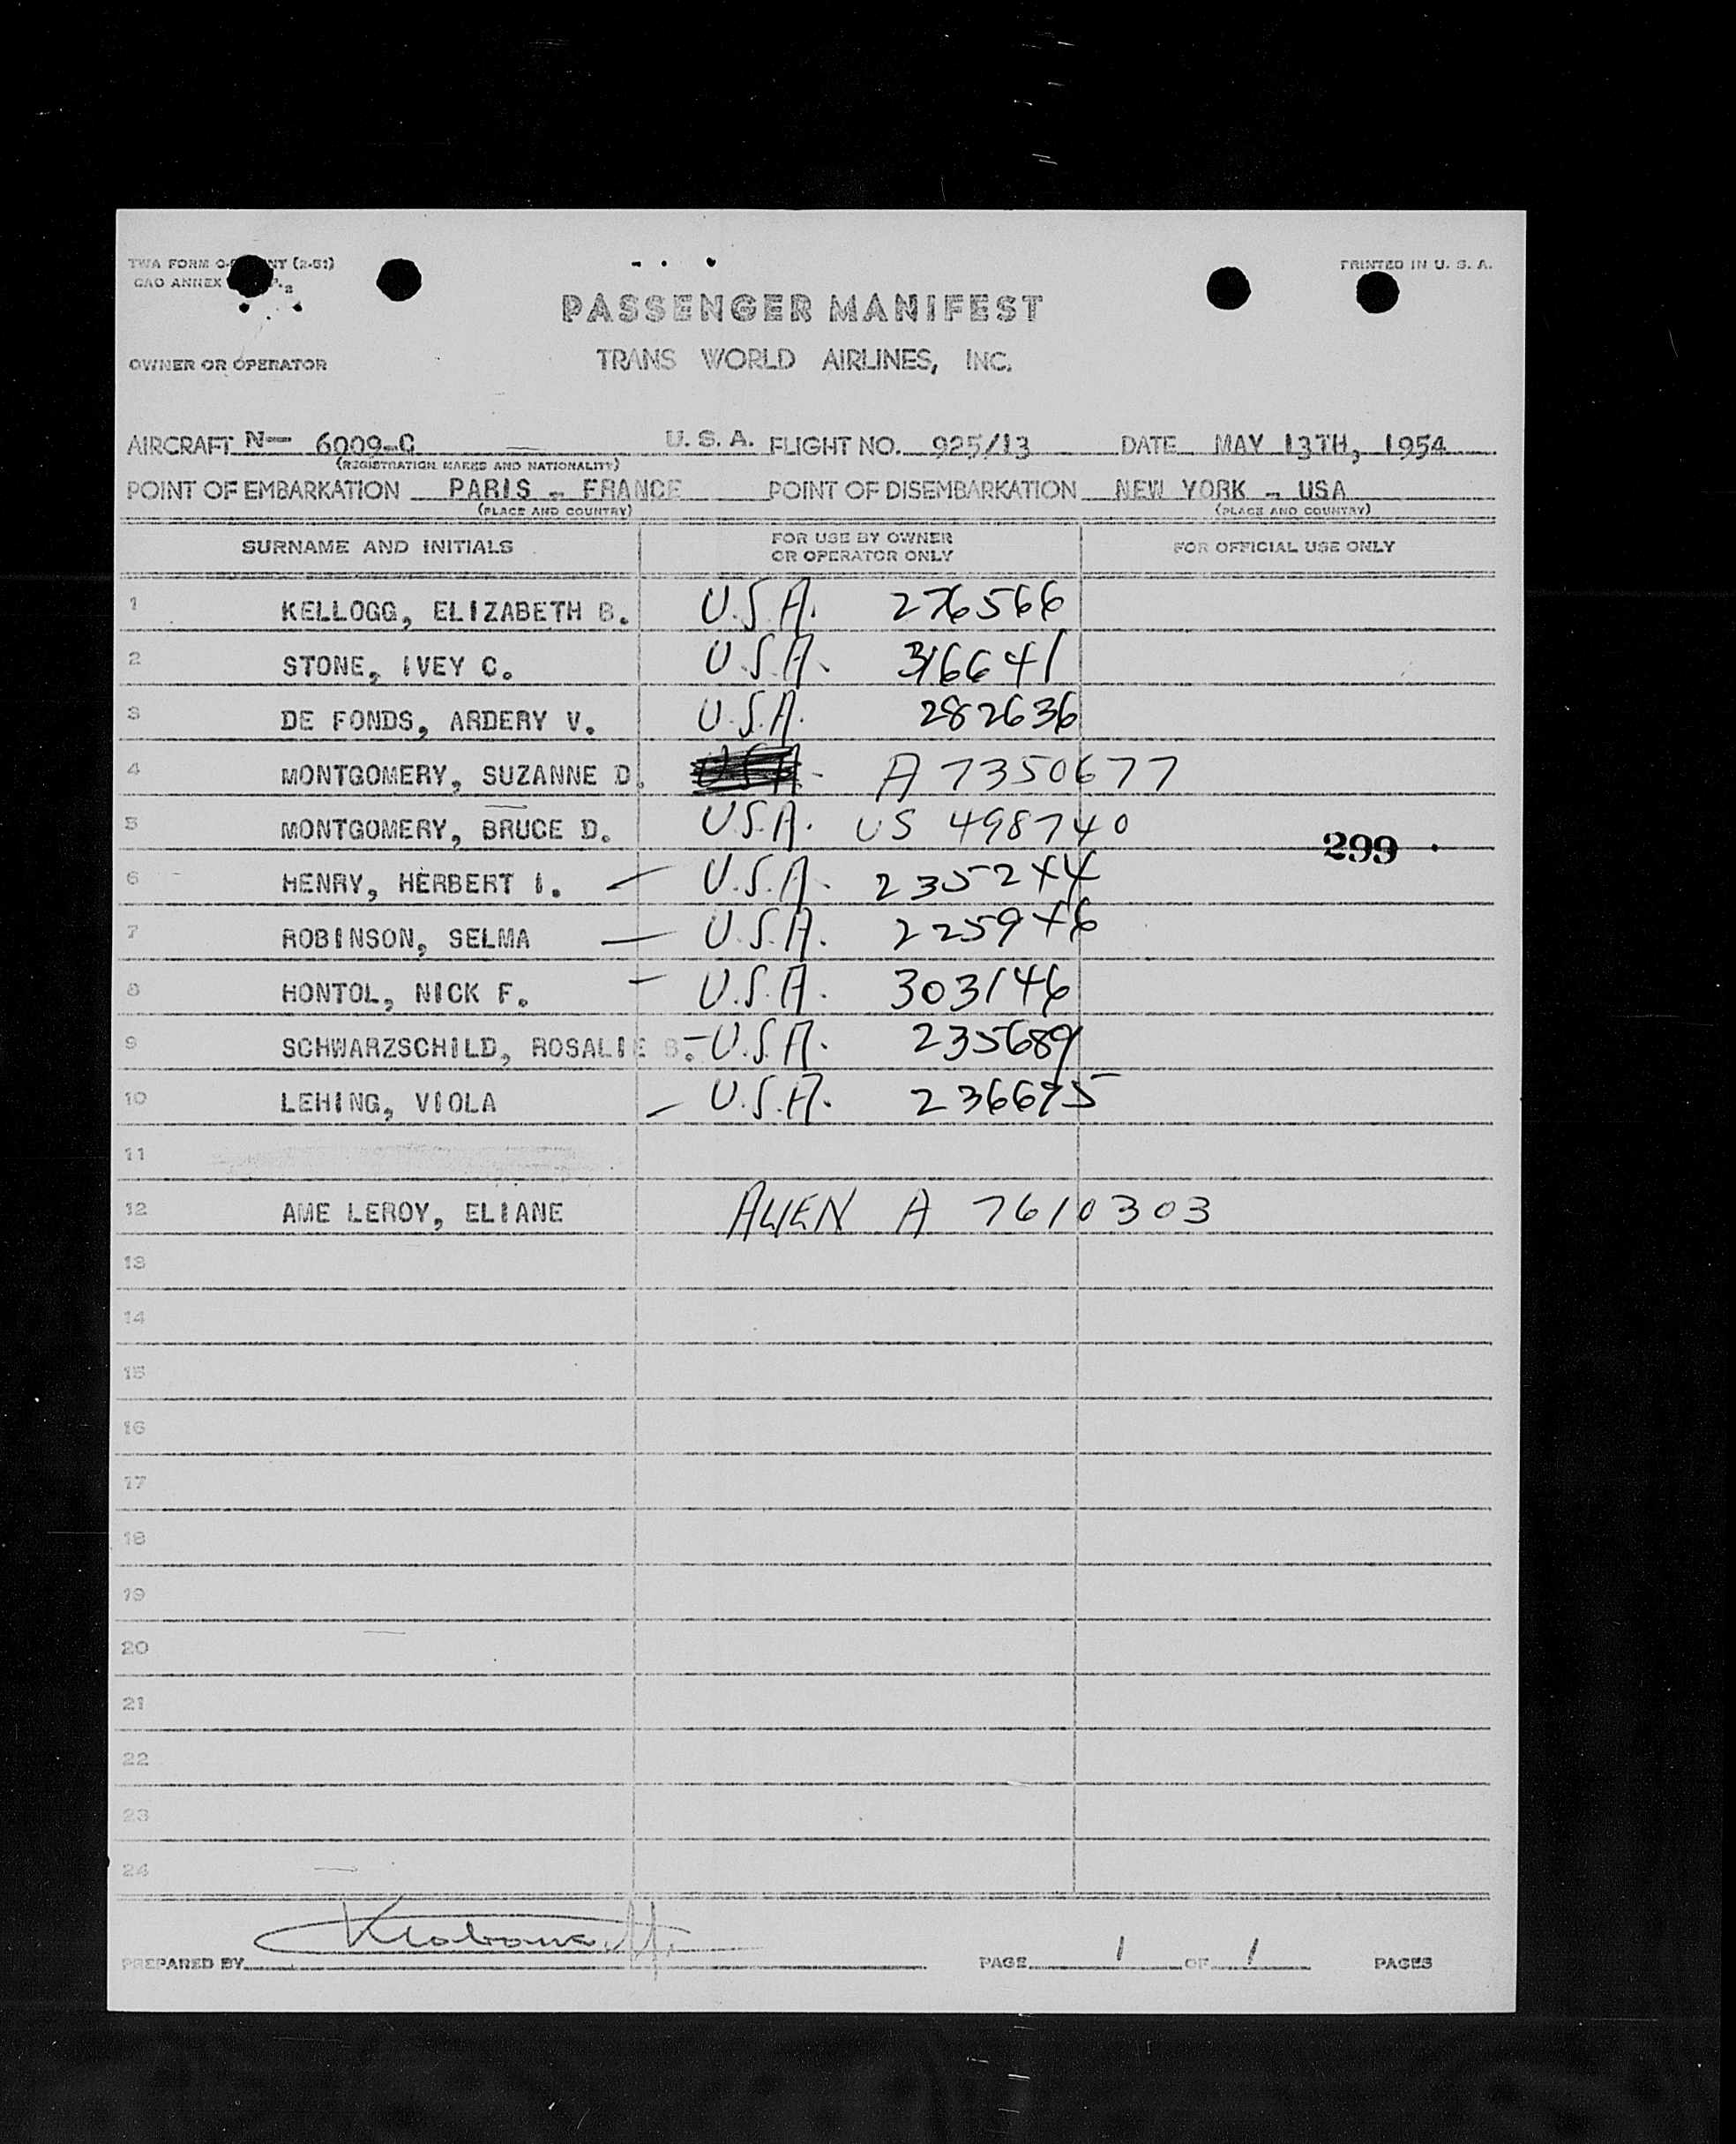 TWA FORM O- NT (2-51)
PRINTED IN U. S. A.
CAO ANNEX
PASSENGER MANIFEST
OWNER OR OPERATOR TRANS WORLD AIRLINES, INC.
AIRCRAFT N— 6009-C U. S. A. FLIGHT NO. 925/13 DATE MAY 13TH, 1954
(REGISTRATION MARKS AND NATIONALITY)
POINT OF EMBARKATION PARIS - FRANCE POINT OF DISEMBARKATION NEW YORK - USA
(PLACE AND COUNTRY) (PLACE AND COUNTRY)
SURNAME AND INITIALS FOR USE BY OWNER OR OPERATOR ONLY FOR OFFICIAL USE ONLY
1 KELLOGG, ELIZABETH B. U.S.A. 276566
2 STONE, IVEY C. U.S.A. 316641
3 DE FONDS, ARDERY V. U.S.A. 282636
4 MONTGOMERY, SUZANNE D. A 7350677
5 MONTGOMERY, BRUCE D. U.S.A. US 498740
299
6 HENRY, HERBERT I. — U.S.A. 235244
7 ROBINSON, SELMA — U.S.A. 225946
8 HONTOL, NICK F. — U.S.A. 303146
9 SCHWARZSCHILD, ROSALIE S. - U.S.A. 235689
10 LEHING, VIOLA — U.S.A. 236675
11
12 AME LEROY, ELIANE ALIEN A 7610303
13
14
15
16
17
18
19
20
21
22
23
24
PREPARED BY PAGE 1 OF 1 PAGES